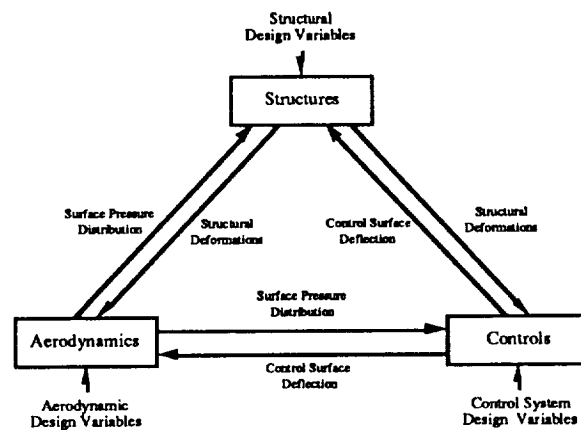 Structural
Design Variables
Structures
Surface Pressure
Distribution
Structural
Deformations
Control Surface
Deflection
Structural
Deformations
Surface Pressure
Distribution
Aerodynamics
Controls
Control Surface
Deflection
Aerodynamic
Design Variables
Control System
Design Variables